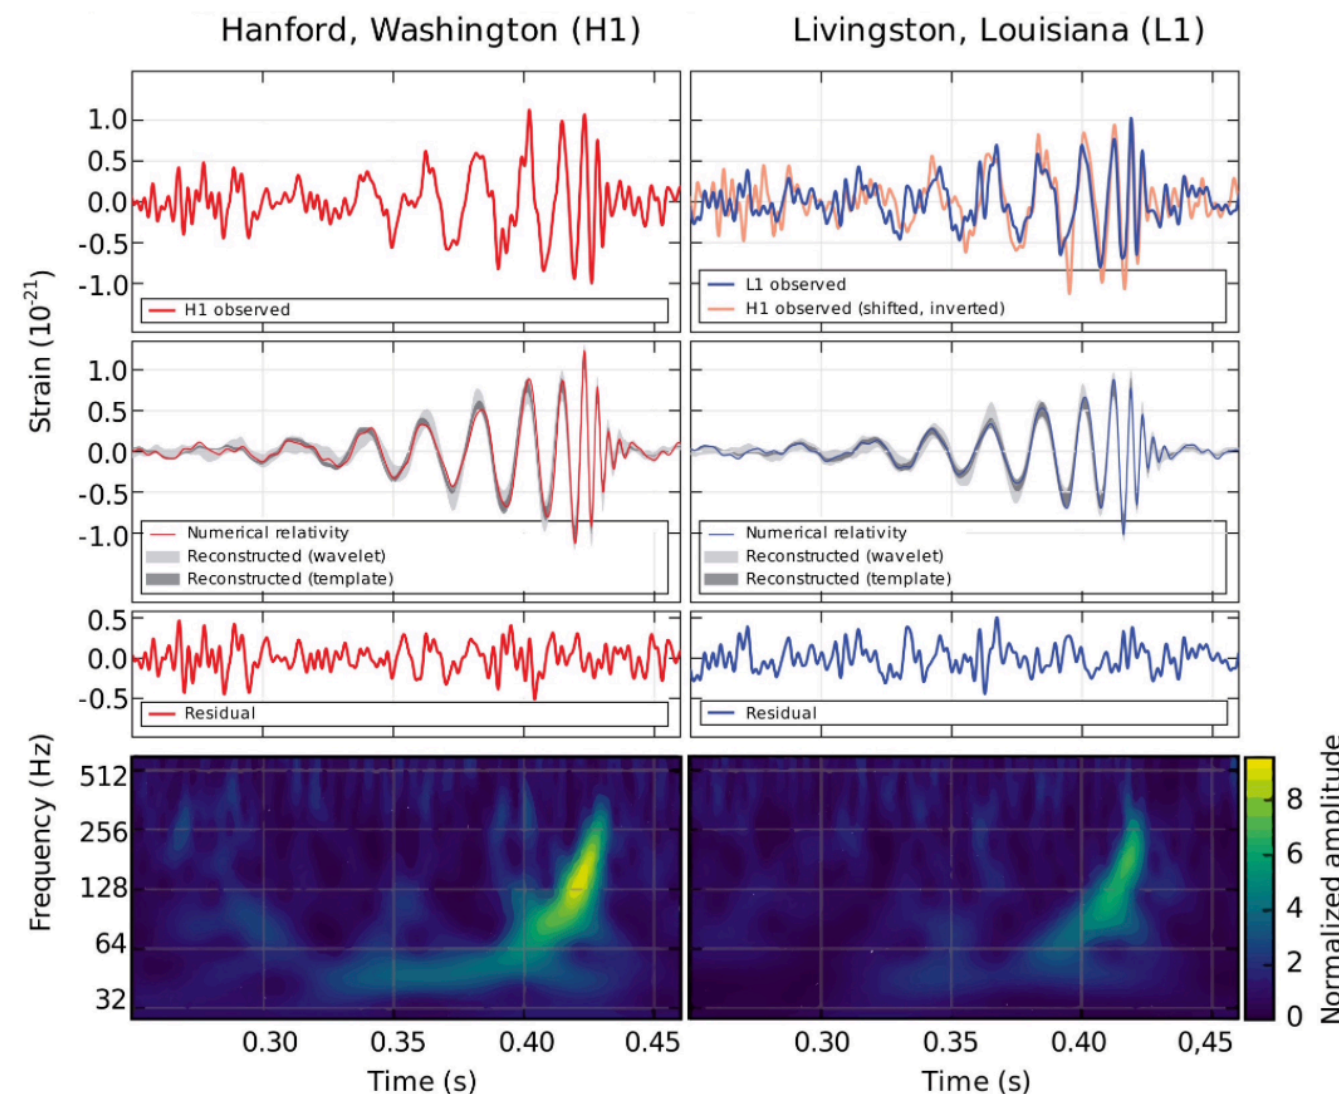 Hanford, Washington (H1)
Livingston, Louisiana (L1)
Strain (10⁻²¹)
1.0
0.5
0.0
-0.5
-1.0
H1 observed
L1 observed
H1 observed (shifted, inverted)
1.0
0.5
0.0
-0.5
-1.0
Numerical relativity
Reconstructed (wavelet)
Reconstructed (template)
Numerical relativity
Reconstructed (wavelet)
Reconstructed (template)
0.5
0.0
-0.5
Residual
Residual
Frequency (Hz)
512
256
128
64
32
Normalized amplitude
8
6
4
2
0
0.30 0.35 0.40 0.45
0.30 0.35 0.40 0,45
Time (s)
Time (s)